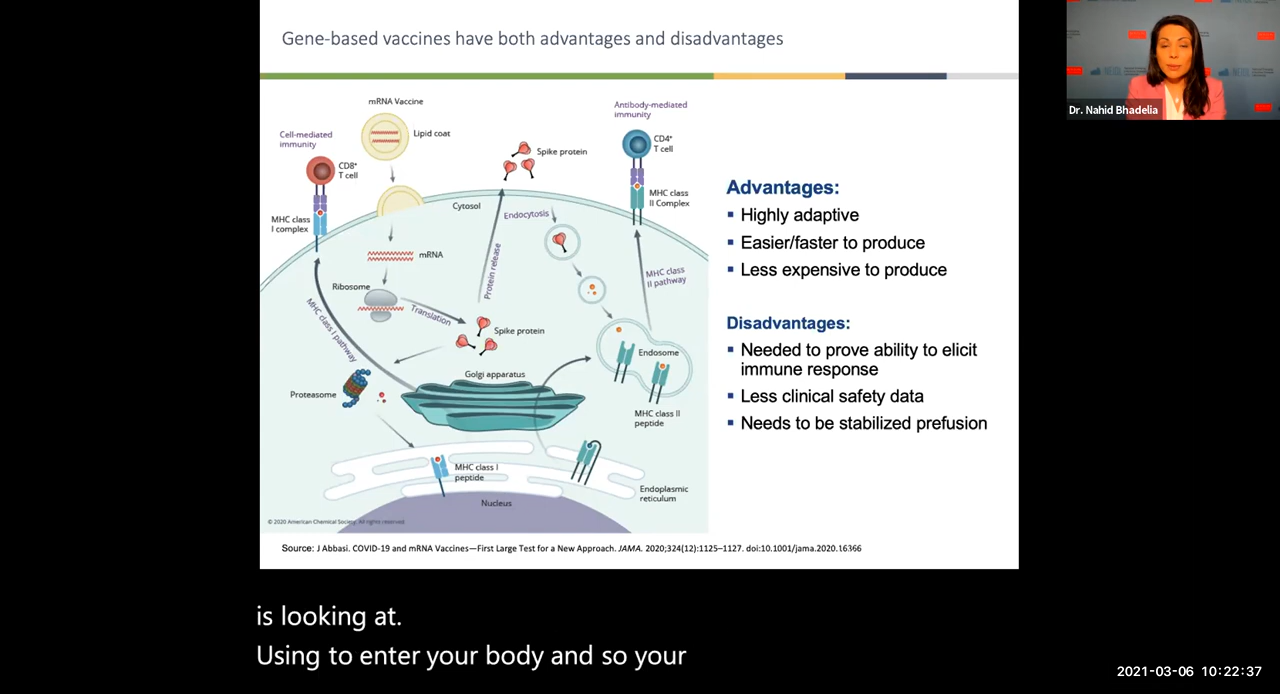 Gene-based vaccines have both advantages and disadvantages
mRNA Vaccine
Lipid coat
Cell-mediated
immunity
CD8+
T cell
MHC class
I complex
Spike protein
Antibody-mediated
immunity
CD4+
T cell
MHC class
II Complex
Cytosol
Endocytosis
mRNA
Ribosome
Translation
Protein release
Spike protein
MHC class I pathway
MHC class
II pathway
Proteasome
Golgi apparatus
Endosome
MHC class II
peptide
MHC class I
peptide
Endoplasmic
reticulum
Nucleus
© 2020 American Chemical Society. All rights reserved.
Advantages:
▪ Highly adaptive
▪ Easier/faster to produce
▪ Less expensive to produce
Disadvantages:
▪ Needed to prove ability to elicit
immune response
▪ Less clinical safety data
▪ Needs to be stabilized prefusion
Source: J Abbasi. COVID-19 and mRNA Vaccines—First Large Test for a New Approach. JAMA. 2020;324(12):1125–1127. doi:10.1001/jama.2020.16366
Dr. Nahid Bhadelia
is looking at.
Using to enter your body and so your
2021-03-06 10:22:37